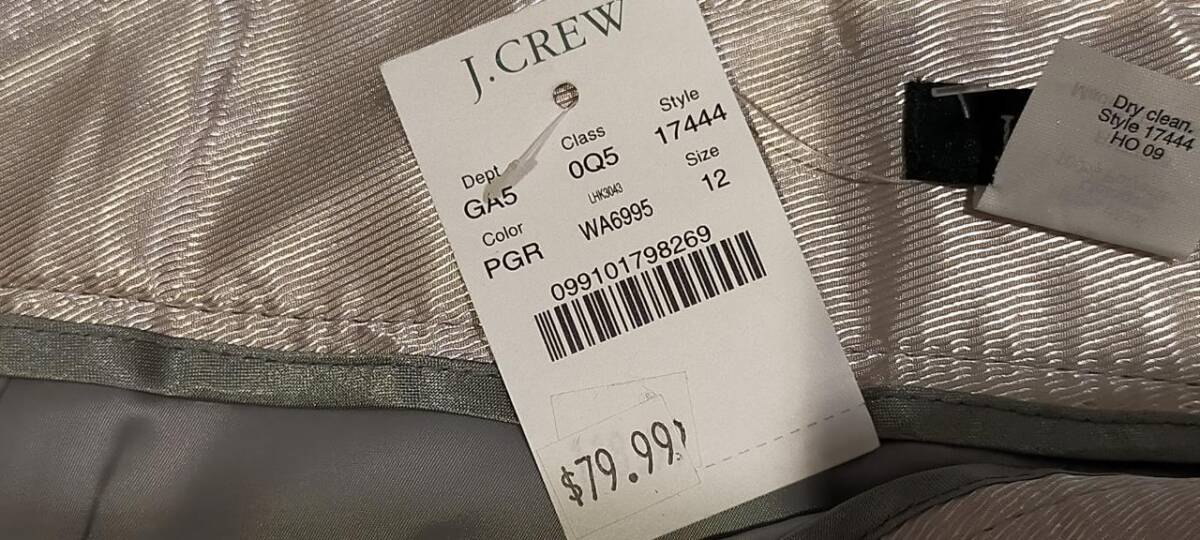 J.CREW
Dept Class Style
GA5 0Q5 17444
Color LHK3043 Size
PGR WA6995 12
099101798269
$79.99
Dry clean.
Style 17444
HO 09